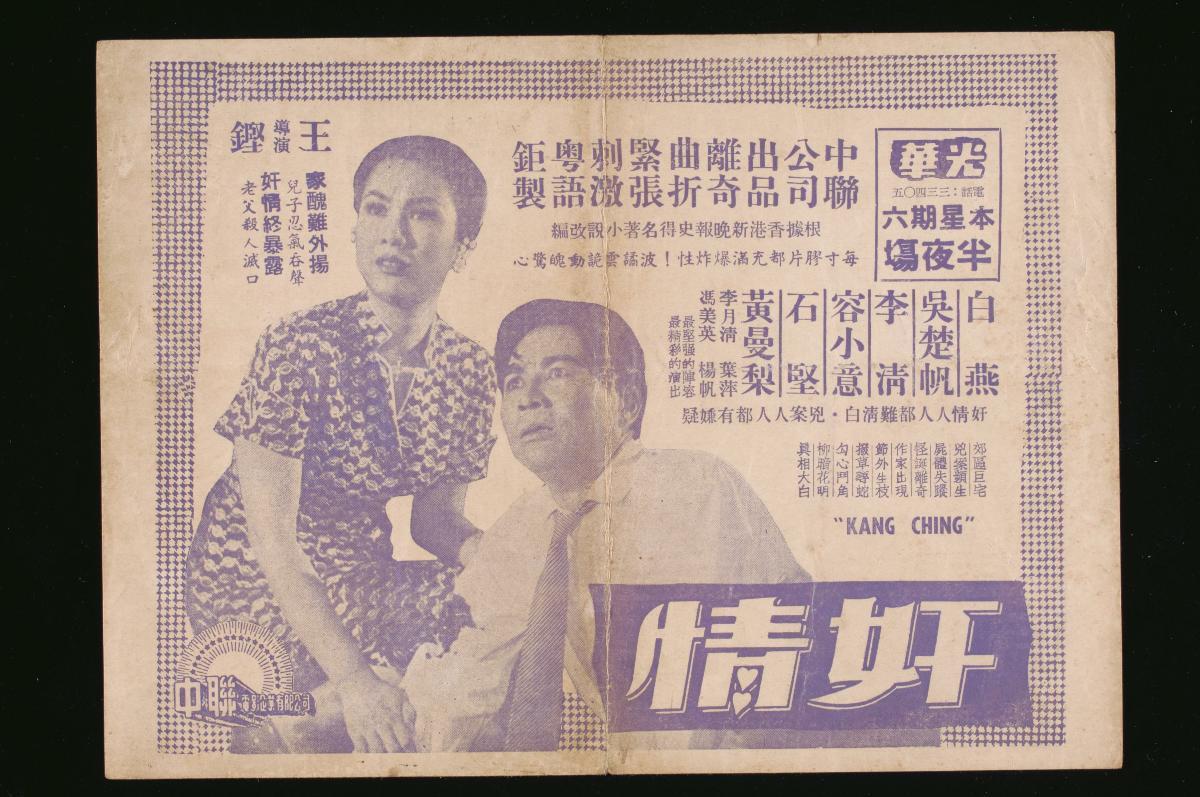 光華
電話：三三四〇五
本星期六
半夜場
中聯公司出品離奇曲折緊張刺激粵語鉅製
根據香港新晚報史得名著小說改編
每寸膠片都充滿爆炸性！波譎雲詭動魄驚心
王鏗
導演
家醜難外揚
兒子忍氣吞聲
奸情終暴露
老父殺人滅口
白燕
吳楚帆
李清
容小意
石堅
黃曼梨
李月清 葉萍
馮美英 楊帆
最堅強的陣容
最精彩的演出
奸情人人都難清白·兇案人人都有嫌疑
郊區巨宅
兇案頻生
屍體失蹤
怪誕離奇
作家出現
節外生枝
撥草尋蛇
勾心鬥角
柳暗花明
真相大白
"KANG CHING"
奸情
中聯電影企業有限公司